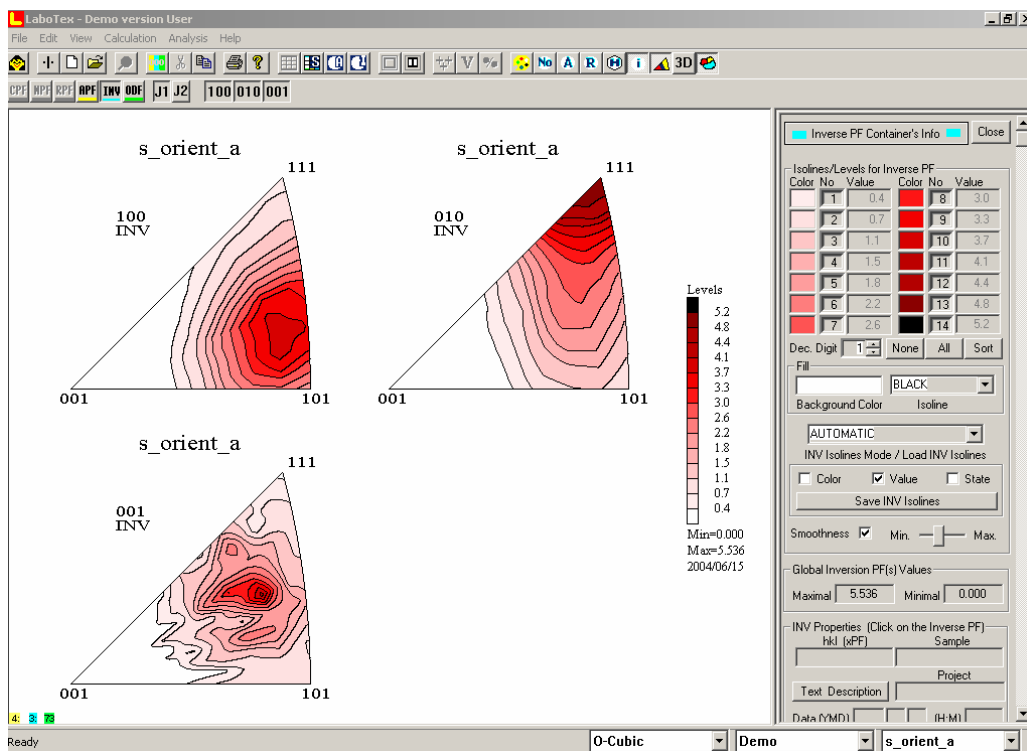 LaboTex - Demo version User
File Edit View Calculation Analysis Help
No A R i 3D
CPF NPF RPF APF INV ODF J1 J2 100 010 001
s_orient_a
111
100
INV
001
101
s_orient_a
111
010
INV
001
101
s_orient_a
111
001
INV
001
101
Levels
5.2
4.8
4.4
4.1
3.7
3.3
3.0
2.6
2.2
1.8
1.5
1.1
0.7
0.4
Min=0.000
Max=5.536
2004/06/15
Inverse PF Container's Info
Close
Isolines/Levels for Inverse PF
Color No Value Color No Value
1 0.4 8 3.0
2 0.7 9 3.3
3 1.1 10 3.7
4 1.5 11 4.1
5 1.8 12 4.4
6 2.2 13 4.8
7 2.6 14 5.2
Dec. Digit 1 None All Sort
Fill
BLACK
Background Color Isoline
AUTOMATIC
INV Isolines Mode / Load INV Isolines
Color Value State
Save INV Isolines
Smoothness Min. Max.
Global Inversion PF(s) Values
Maximal 5.536 Minimal 0.000
INV Properties (Click on the Inverse PF)
hkl (xPF) Sample
Project
Text Description
Data (YMD) (H:M)
4: 3: 73
Ready
O-Cubic Demo s_orient_a